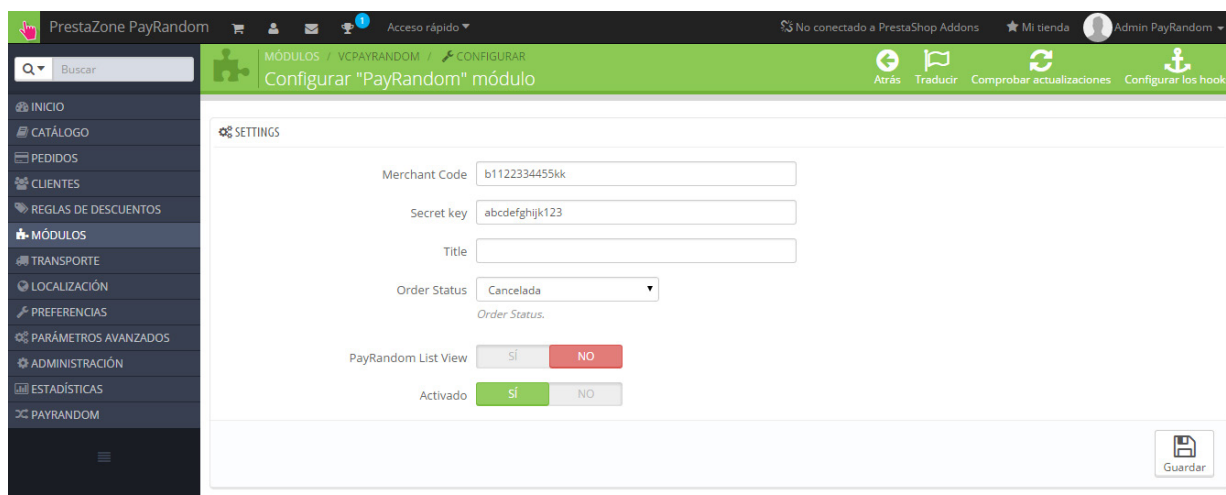 PrestaZone PayRandom
1
Acceso rápido
No conectado a PrestaShop Addons
Mi tienda
Admin PayRandom
Buscar
MÓDULOS / VCPAYRANDOM / CONFIGURAR
Configurar "PayRandom" módulo
Atrás
Traducir
Comprobar actualizaciones
Configurar los hook
INICIO
CATÁLOGO
PEDIDOS
CLIENTES
REGLAS DE DESCUENTOS
MÓDULOS
TRANSPORTE
LOCALIZACIÓN
PREFERENCIAS
PARÁMETROS AVANZADOS
ADMINISTRACIÓN
ESTADÍSTICAS
PAYRANDOM
SETTINGS
Merchant Code b1122334455kk
Secret key abcdefghijk123
Title
Order Status Cancelada
Order Status.
PayRandom List View SÍ NO
Activado SÍ NO
Guardar